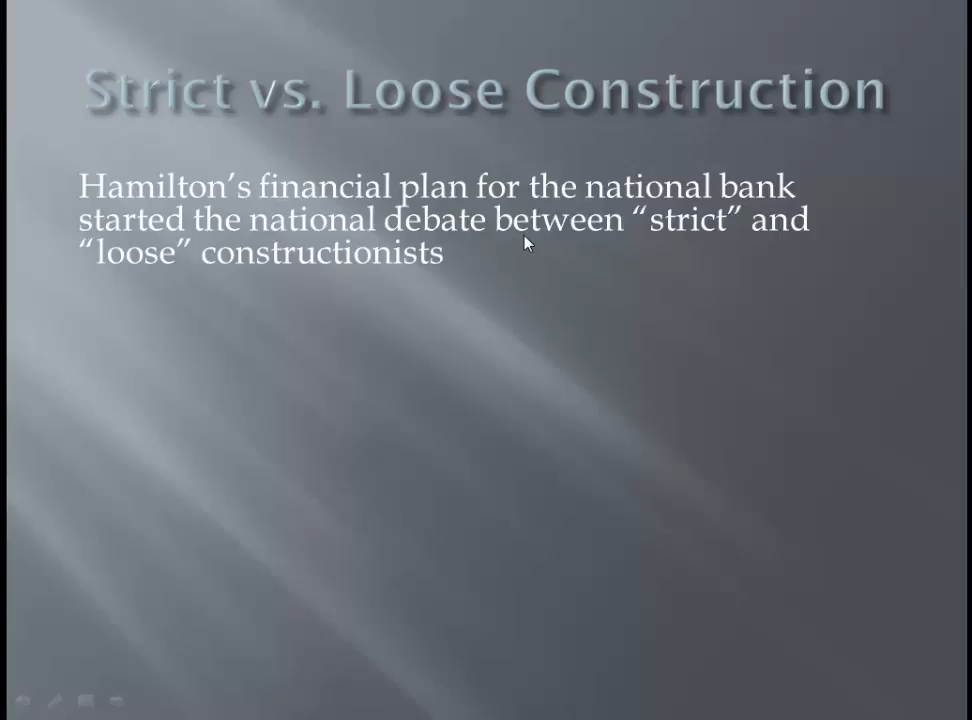 Strict vs. Loose Construction
Hamilton’s financial plan for the national bank
started the national debate between “strict” and
“loose” constructionists